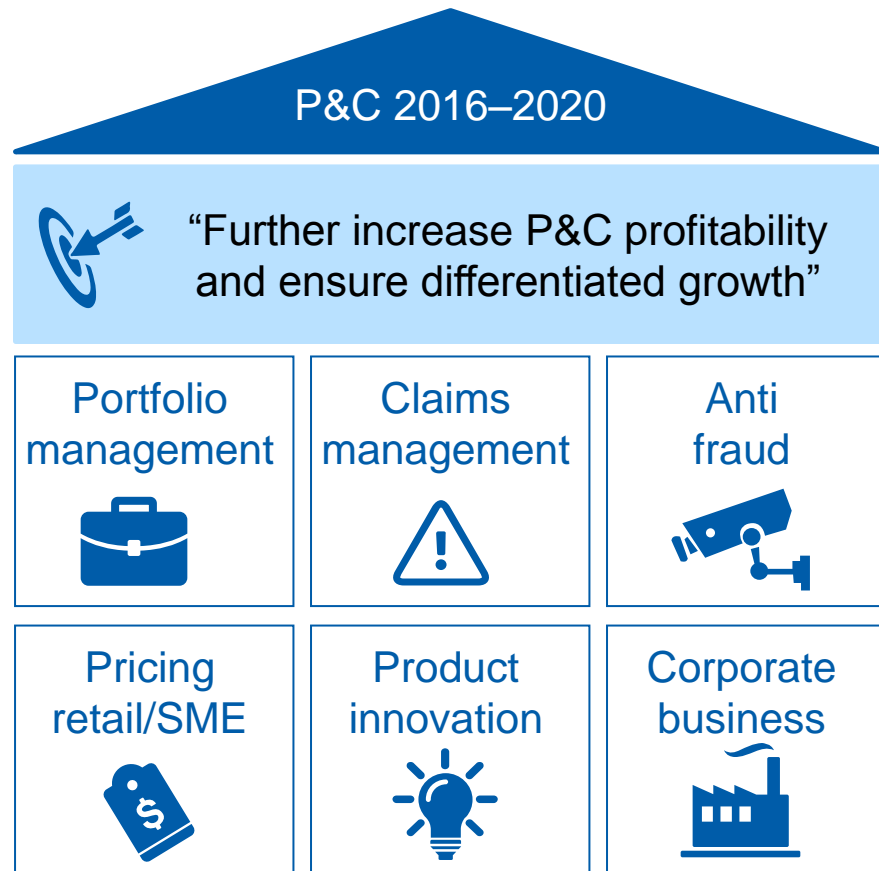 P&C 2016–2020
“Further increase P&C profitability
and ensure differentiated growth”
Portfolio
management
Claims
management
Anti
fraud
Pricing
retail/SME
$
Product
innovation
Corporate
business